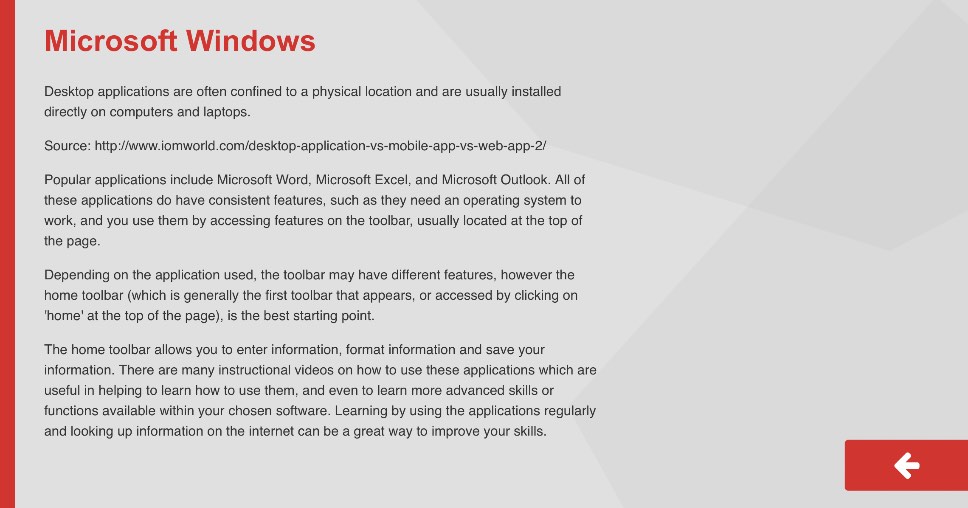 Microsoft Windows
Desktop applications are often confined to a physical location and are usually installed
directly on computers and laptops.
Source: http://www.iomworld.com/desktop-application-vs-mobile-app-vs-web-app-2/
Popular applications include Microsoft Word, Microsoft Excel, and Microsoft Outlook. All of
these applications do have consistent features, such as they need an operating system to
work, and you use them by accessing features on the toolbar, usually located at the top of
the page.
Depending on the application used, the toolbar may have different features, however the
home toolbar (which is generally the first toolbar that appears, or accessed by clicking on
'home' at the top of the page), is the best starting point.
The home toolbar allows you to enter information, format information and save your
information. There are many instructional videos on how to use these applications which are
useful in helping to learn how to use them, and even to learn more advanced skills or
functions available within your chosen software. Learning by using the applications regularly
and looking up information on the internet can be a great way to improve your skills.